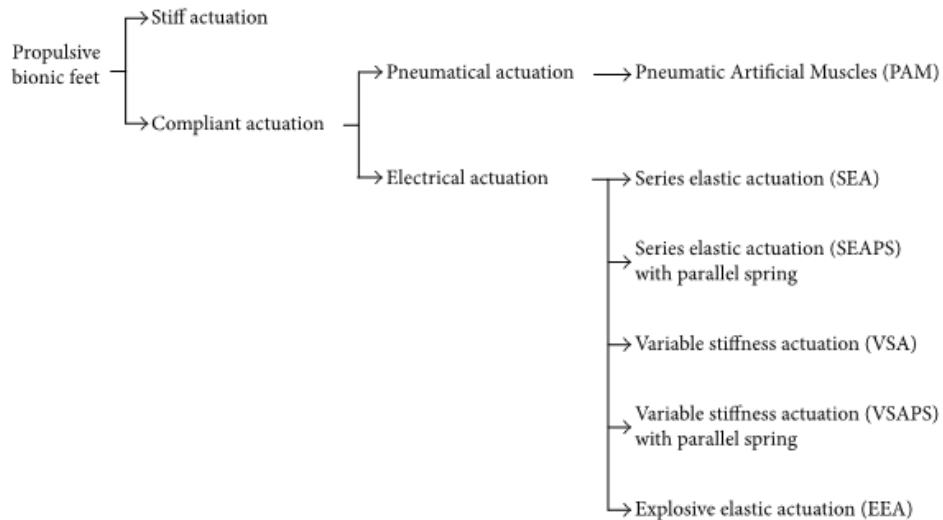 Propulsive
bionic feet
Stiff actuation
Compliant actuation
Pneumatical actuation
Pneumatic Artificial Muscles (PAM)
Electrical actuation
Series elastic actuation (SEA)
Series elastic actuation (SEAPS)
with parallel spring
Variable stiffness actuation (VSA)
Variable stiffness actuation (VSAPS)
with parallel spring
Explosive elastic actuation (EEA)